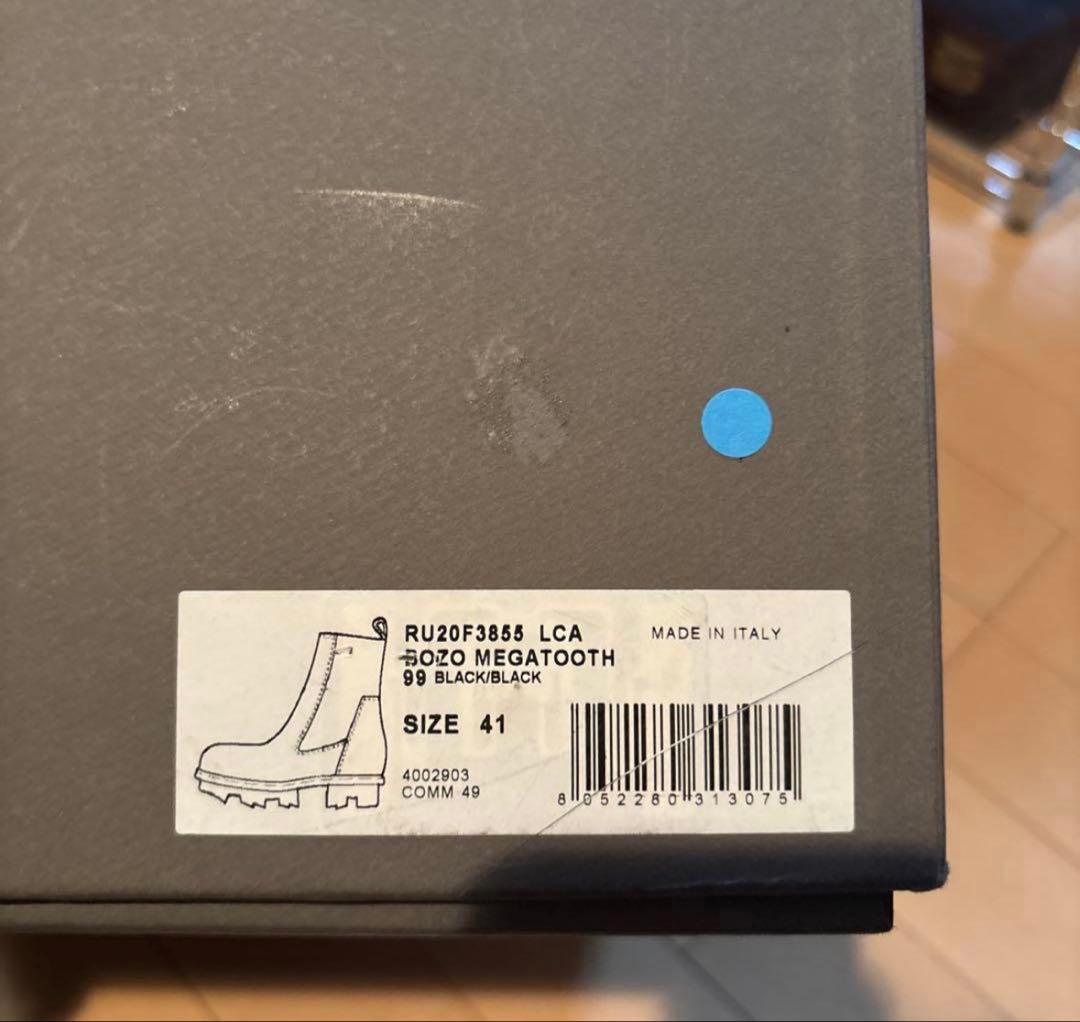 RU20F3855 LCA
MADE IN ITALY
BOZO MEGATOOTH
99 BLACK/BLACK
SIZE 41
4002903
COMM 49
8 052280 313075